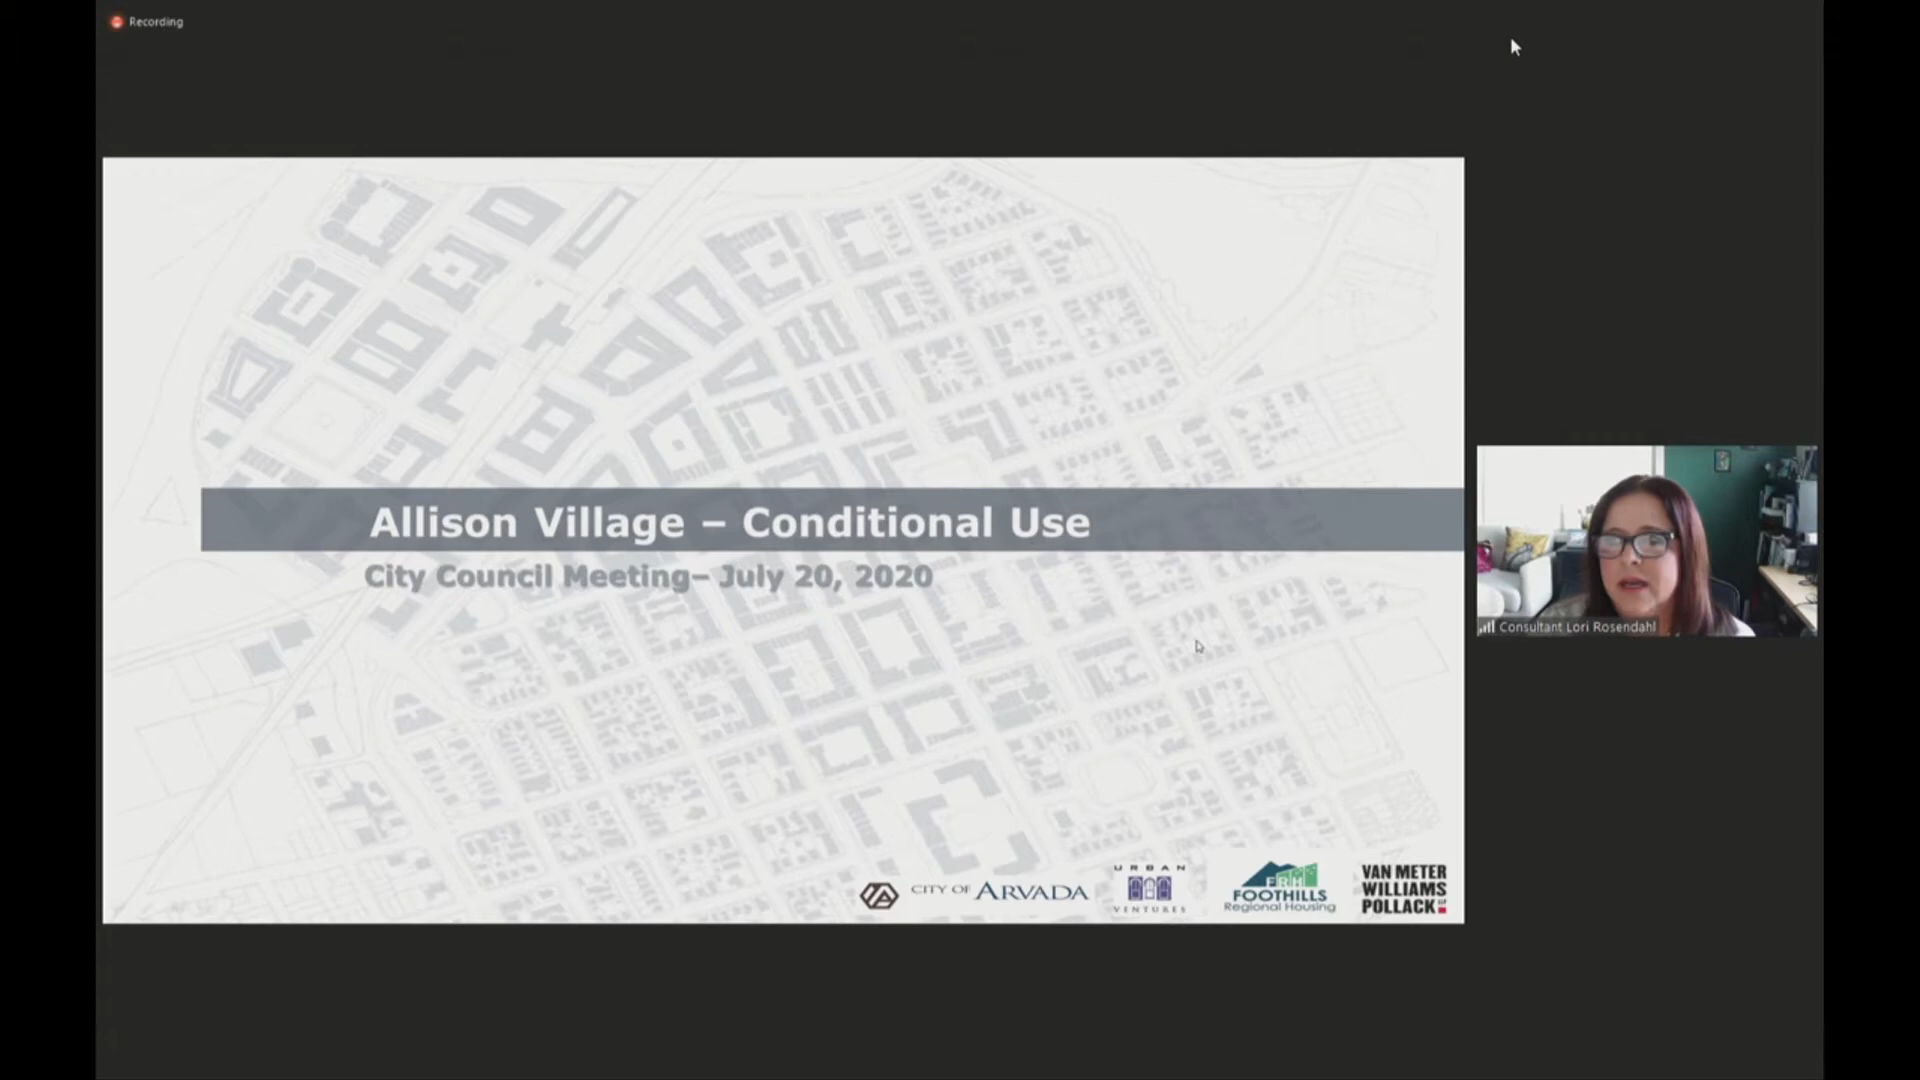 Recording
Allison Village – Conditional Use
City Council Meeting– July 20, 2020
Consultant Lori Rosendahl
CITY OF ARVADA
URBAN
VENTURES
FRH
FOOTHILLS
Regional Housing
VAN METER
WILLIAMS
POLLACK LLP